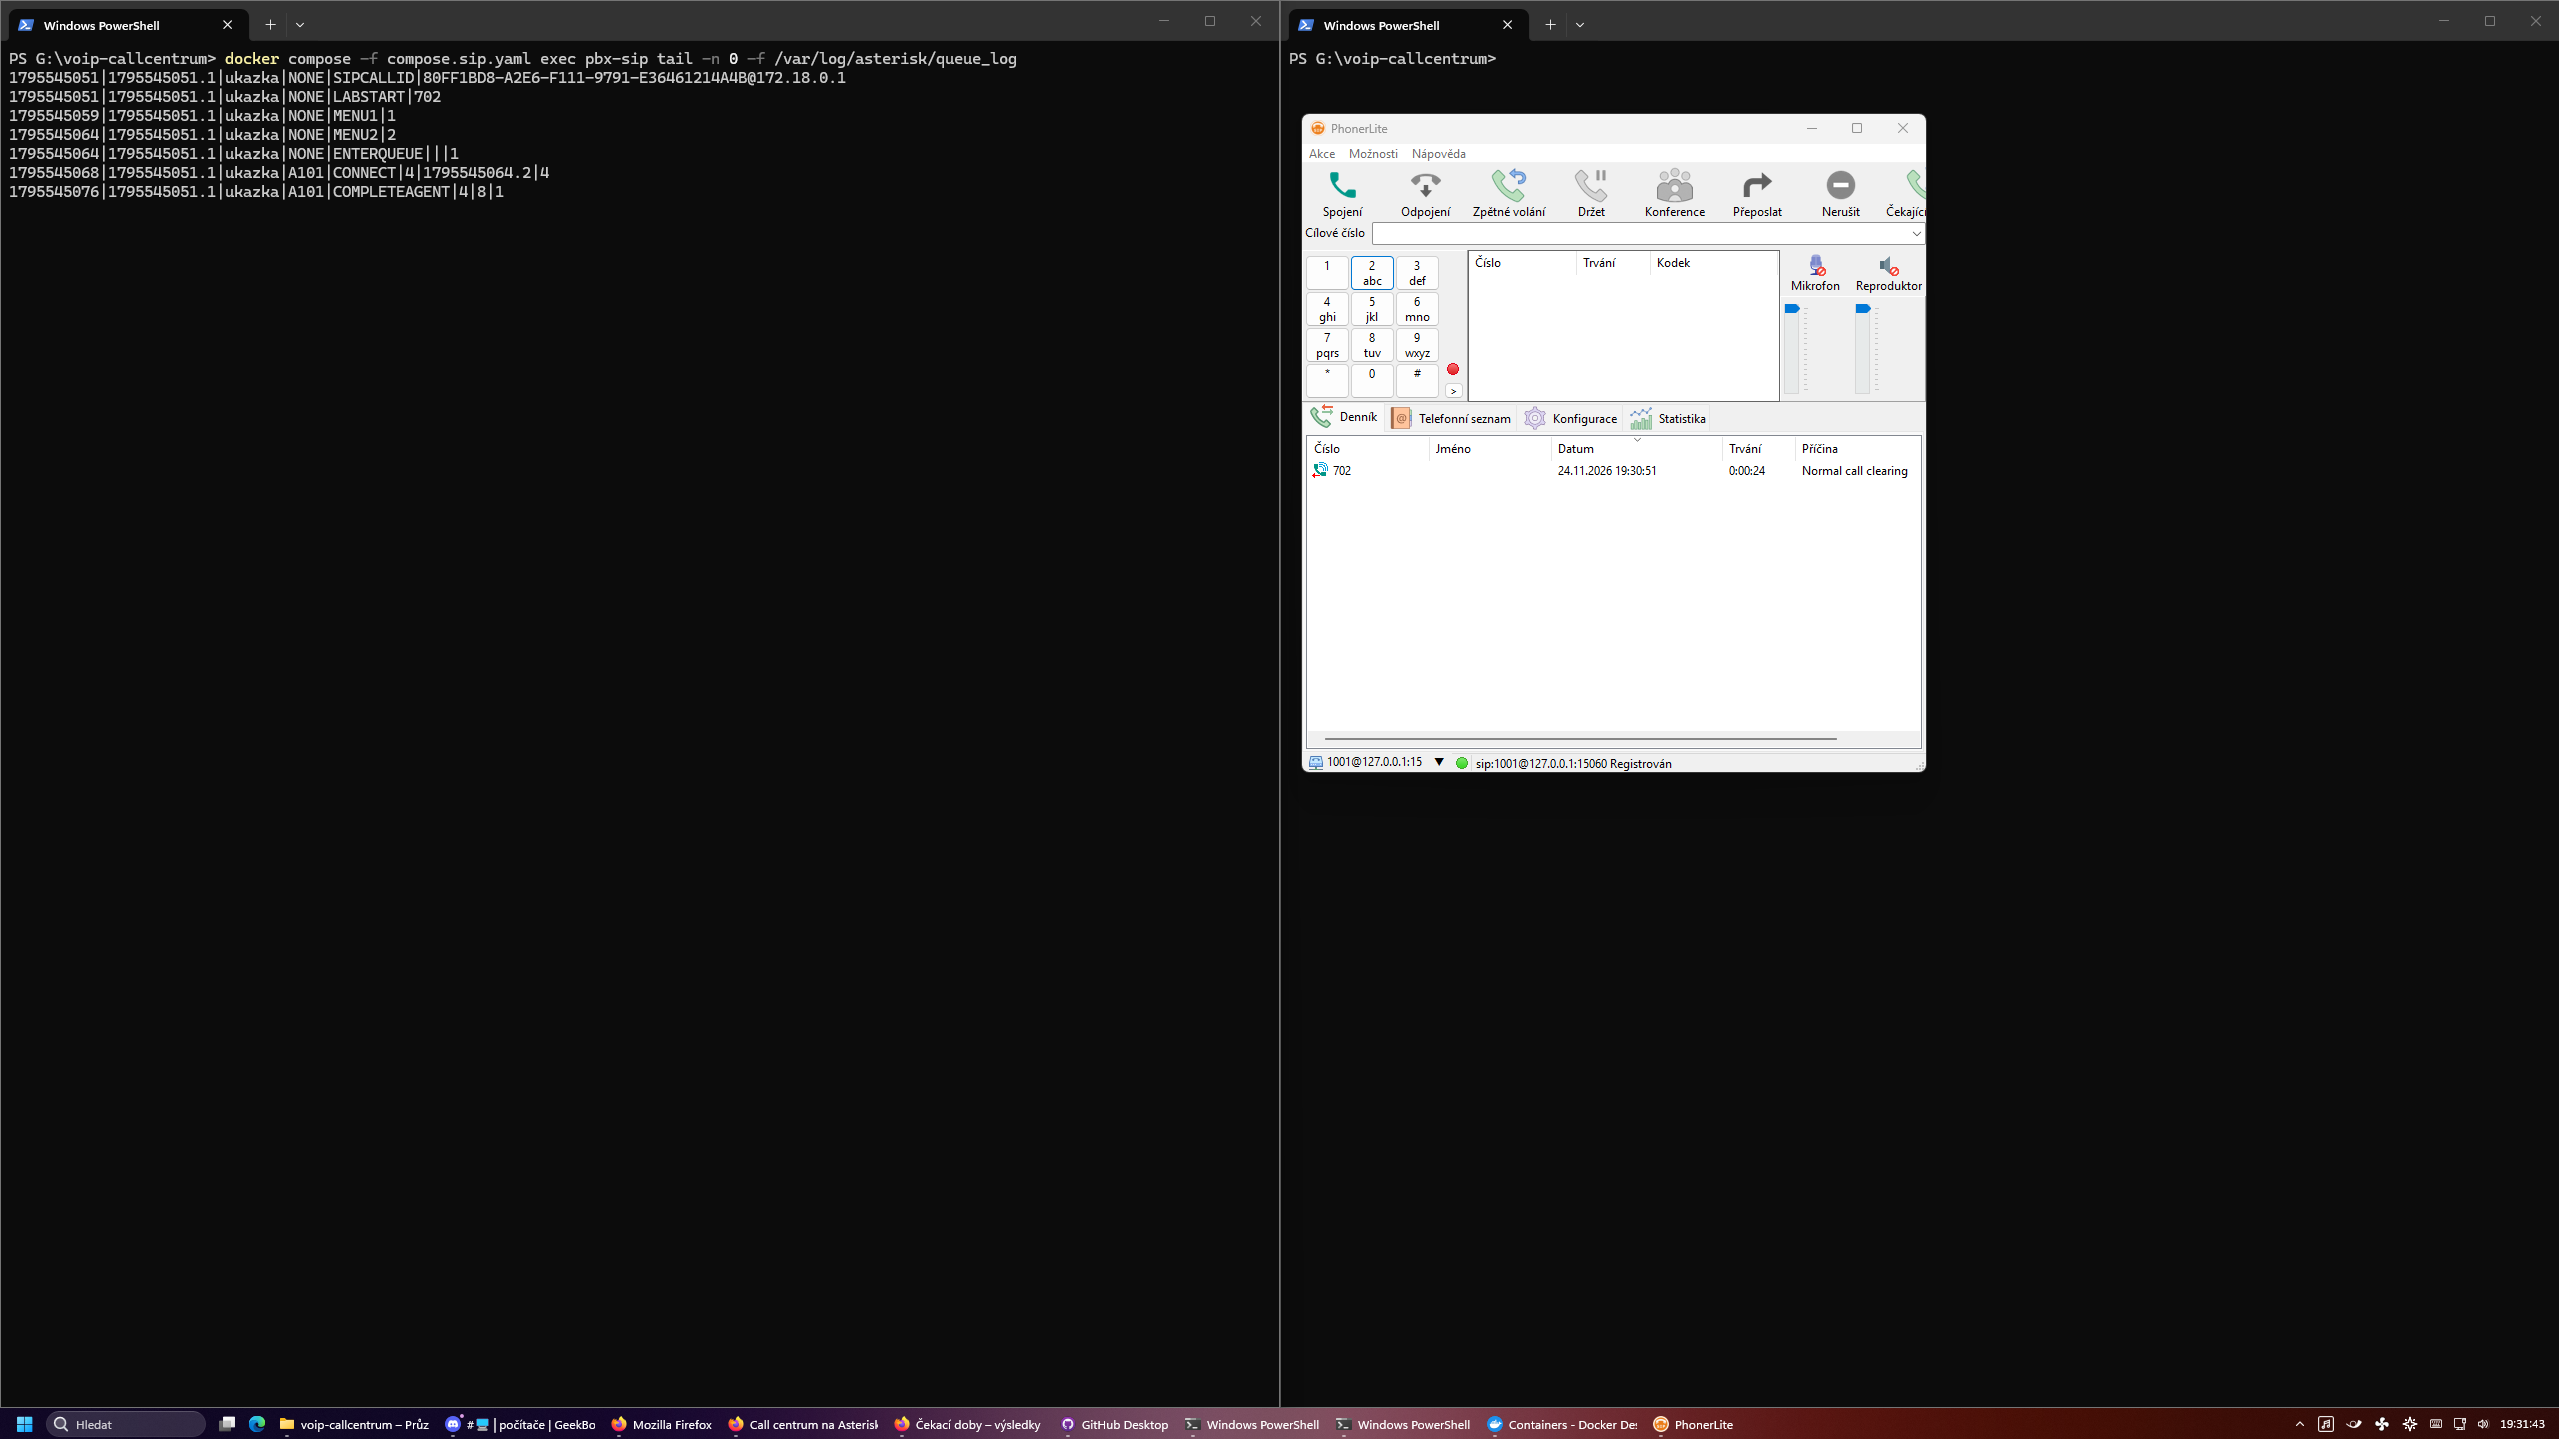 Windows PowerShell
PS G:\voip-callcentrum> docker compose -f compose.sip.yaml exec pbx-sip tail -n 0 -f /var/log/asterisk/queue_log
1795545051|1795545051.1|ukazka|NONE|SIPCALLID|80FF1BD8-A2E6-F111-9791-E36461214A4B@172.18.0.1
1795545051|1795545051.1|ukazka|NONE|LABSTART|702
1795545059|1795545051.1|ukazka|NONE|MENU1|1
1795545064|1795545051.1|ukazka|NONE|MENU2|2
1795545064|1795545051.1|ukazka|NONE|ENTERQUEUE|||1
1795545068|1795545051.1|ukazka|A101|CONNECT|4|1795545064.2|4
1795545076|1795545051.1|ukazka|A101|COMPLETEAGENT|4|8|1
Windows PowerShell
PS G:\voip-callcentrum>
PhonerLite
Akce Možnosti Nápověda
Spojení Odpojení Zpětné volání Držet Konference Přeposlat Nerušit Čekajíc
Cílové číslo
1 2 3
abc def
4 5 6
ghi jkl mno
7 8 9
pqrs tuv wxyz
* 0 #
>
Číslo Trvání Kodek
Mikrofon Reproduktor
Denník Telefonní seznam Konfigurace Statistika
Číslo Jméno Datum Trvání Příčina
702 24.11.2026 19:30:51 0:00:24 Normal call clearing
1001@127.0.0.1:15 sip:1001@127.0.0.1:15060 Registrován
Hledat voip-callcentrum – Průz # | počítače | GeekBo Mozilla Firefox Call centrum na Asterisk Čekací doby – výsledky GitHub Desktop Windows PowerShell Windows PowerShell Containers - Docker Des PhonerLite 19:31:43